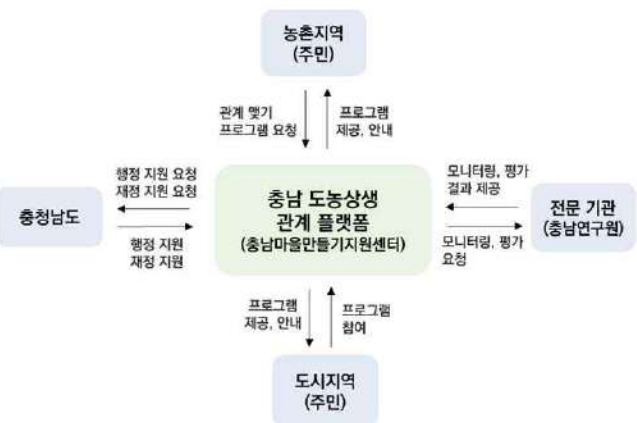 농촌지역
(주민)
관계 맺기
프로그램 요청
프로그램
제공, 안내
행정 지원 요청
재정 지원 요청
충청남도
행정 지원
재정 지원
충남 도농상생
관계 플랫폼
(충남마을만들기지원센터)
모니터링, 평가
결과 제공
전문 기관
(충남연구원)
모니터링, 평가
요청
프로그램
제공, 안내
프로그램
참여
도시지역
(주민)